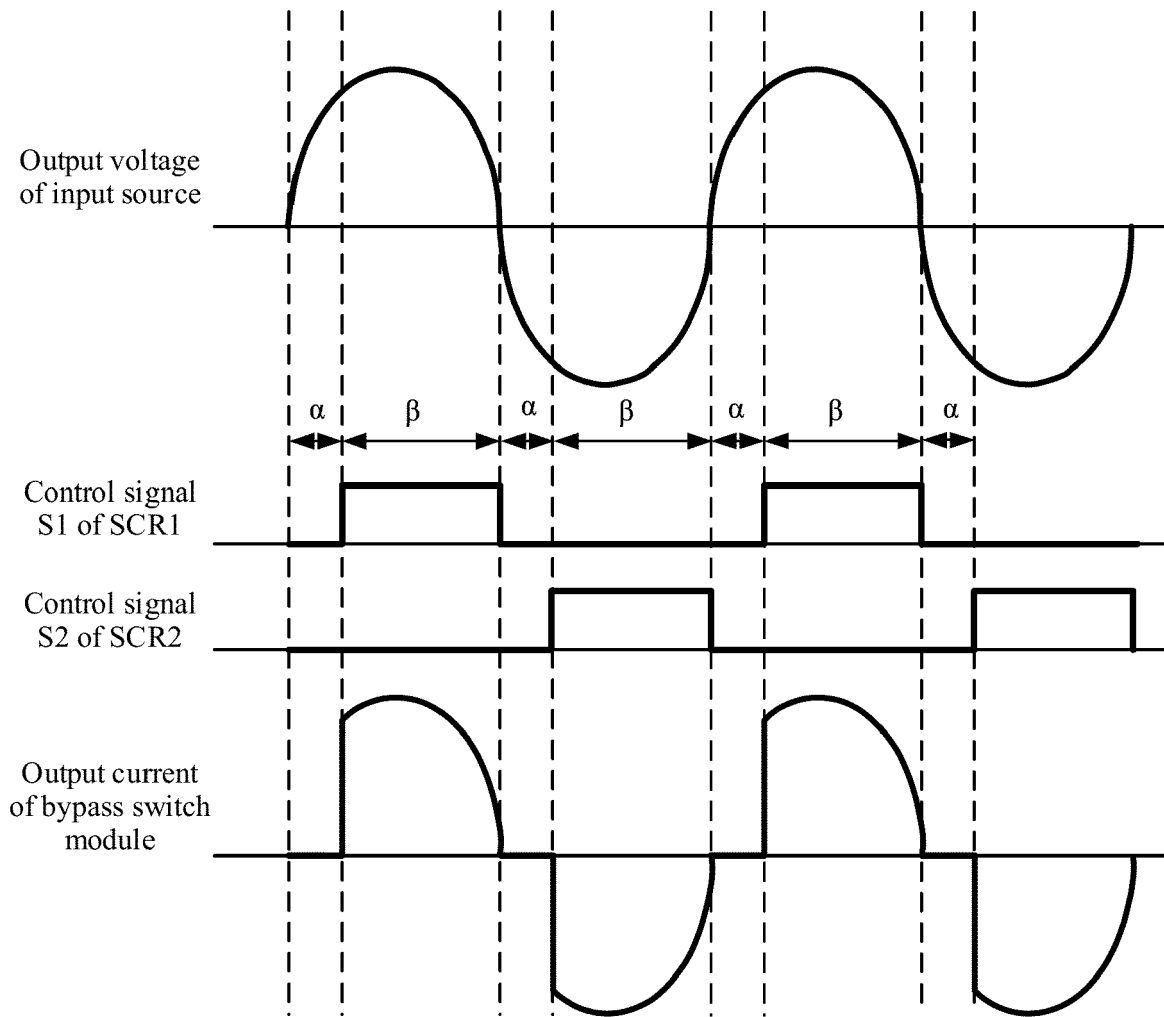 Output voltage
of input source
α β α β α β α
Control signal
S1 of SCR1
Control signal
S2 of SCR2
Output current
of bypass switch
module